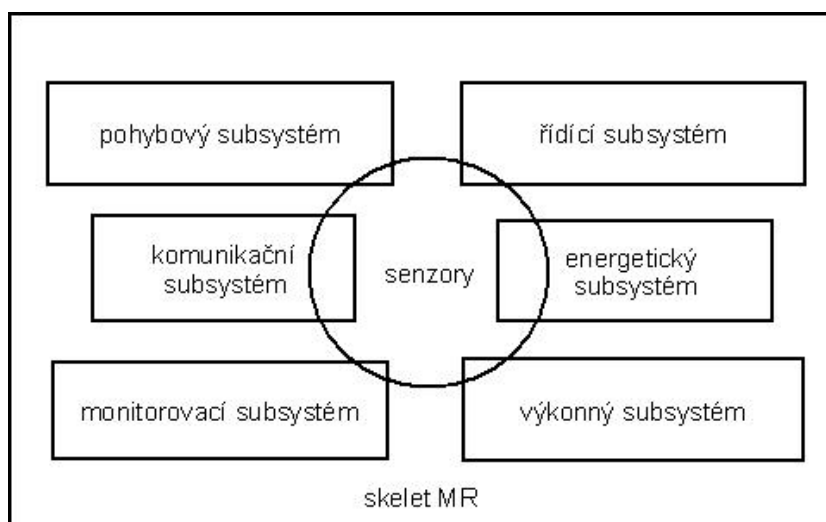 pohybový subsystém
řídící subsystém
komunikační
subsystém
senzory
energetický
subsystém
monitorovací subsystém
výkonný subsystém
skelet MR